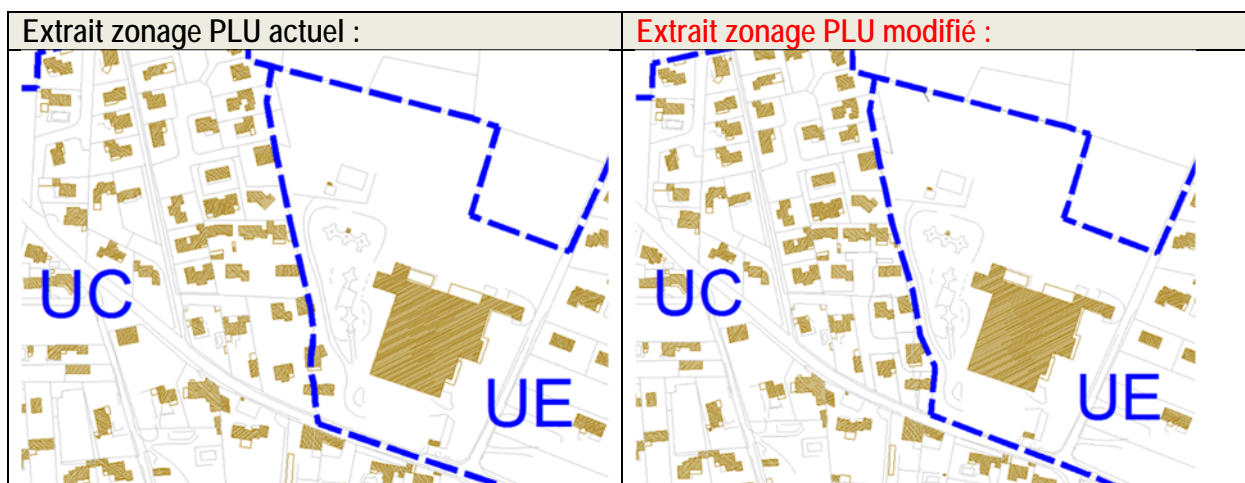 Extrait zonage PLU actuel :
Extrait zonage PLU modifié :
UC
UE
UC
UE